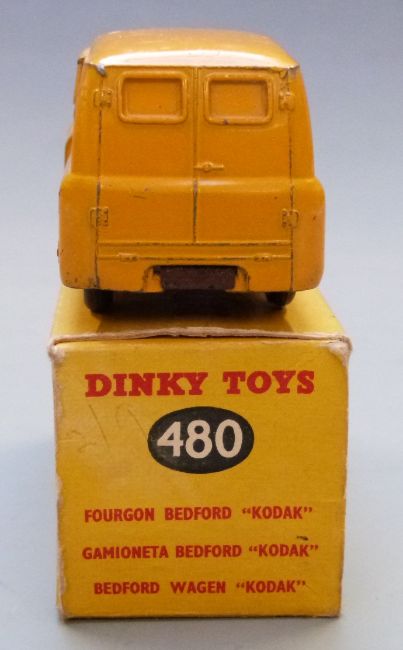 DINKY TOYS
480
FOURGON BEDFORD "KODAK"
GAMIONETA BEDFORD "KODAK"
BEDFORD WAGEN "KODAK"